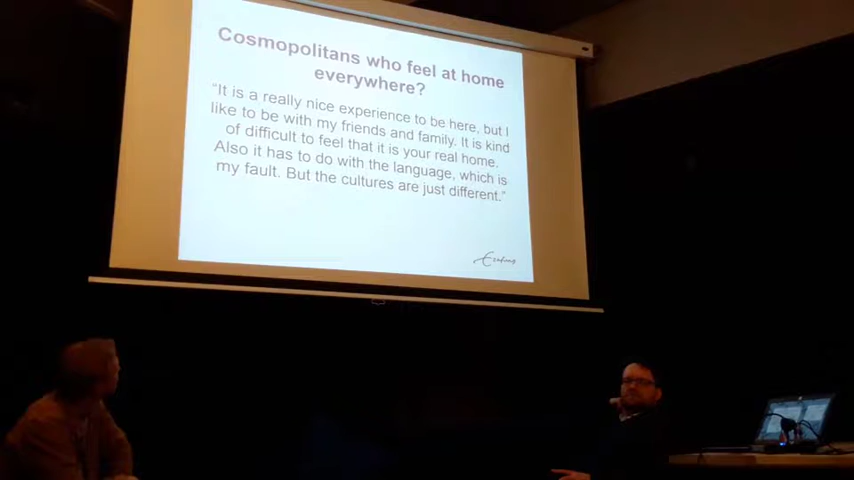 Cosmopolitans who feel at home
everywhere?
"It is a really nice experience to be here, but I
like to be with my friends and family. It is kind
of difficult to feel that it is your real home.
Also it has to do with the language, which is
my fault. But the cultures are just different."
Erasmus